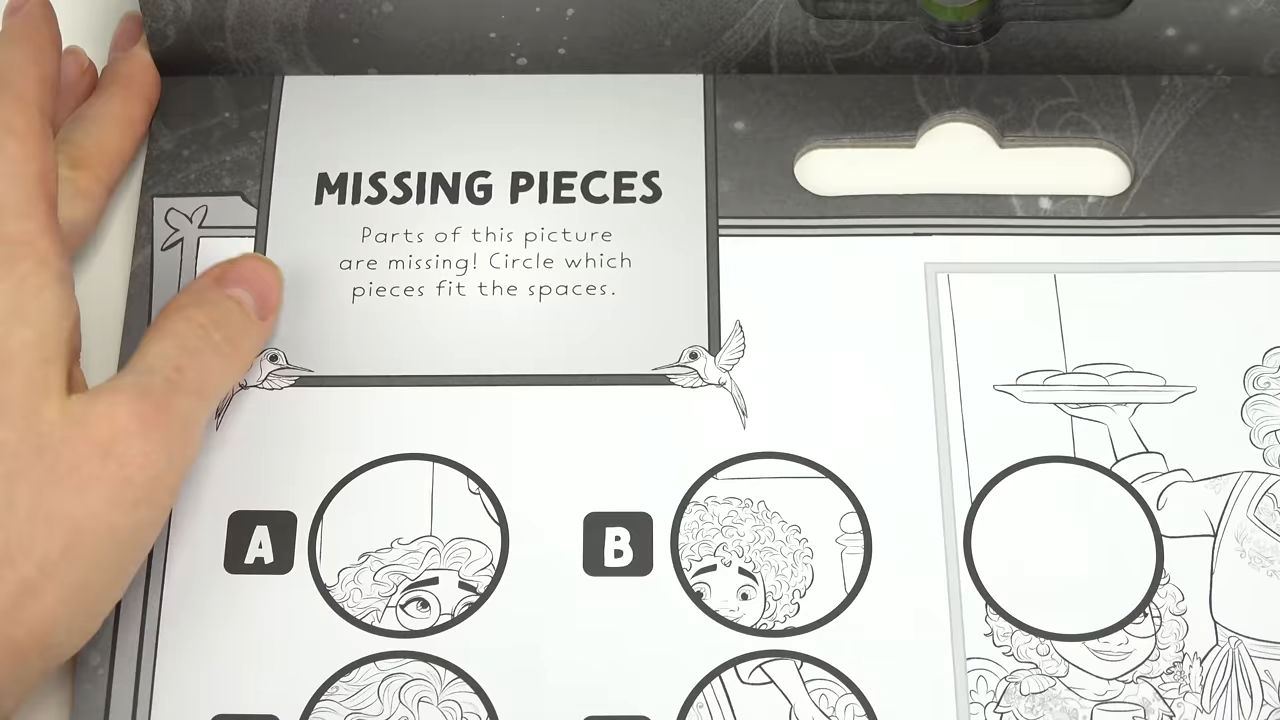 MISSING PIECES
Parts of this picture
are missing! Circle which
pieces fit the spaces.
A
B